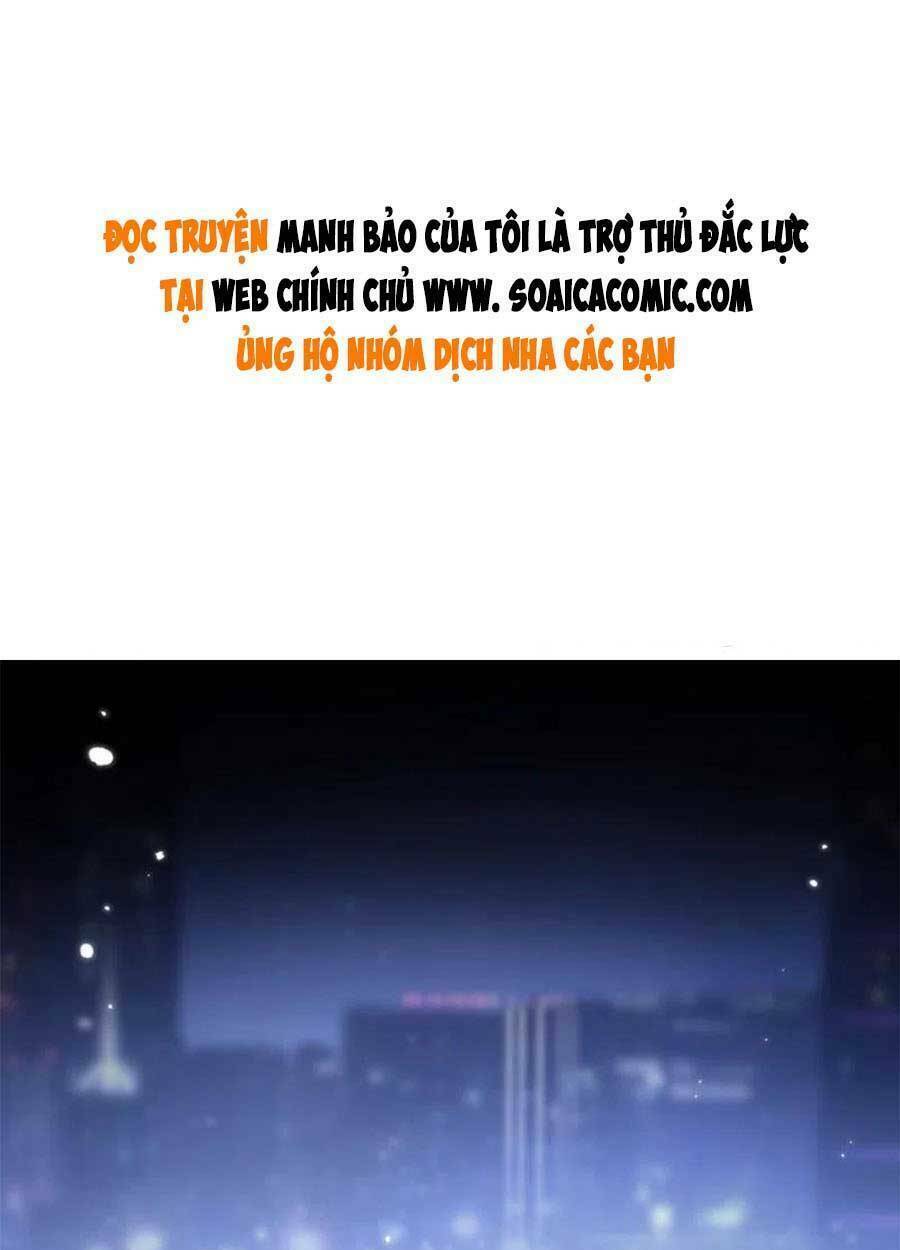 ĐỌC TRUYỆN MANH BẢO CỦA TÔI LÀ TRỢ THỦ ĐẮC LỰC
TẠI WEB CHÍNH CHỦ WWW. SOAICACOMIC.COM
ỦNG HỘ NHÓM DỊCH NHA CÁC BẠN